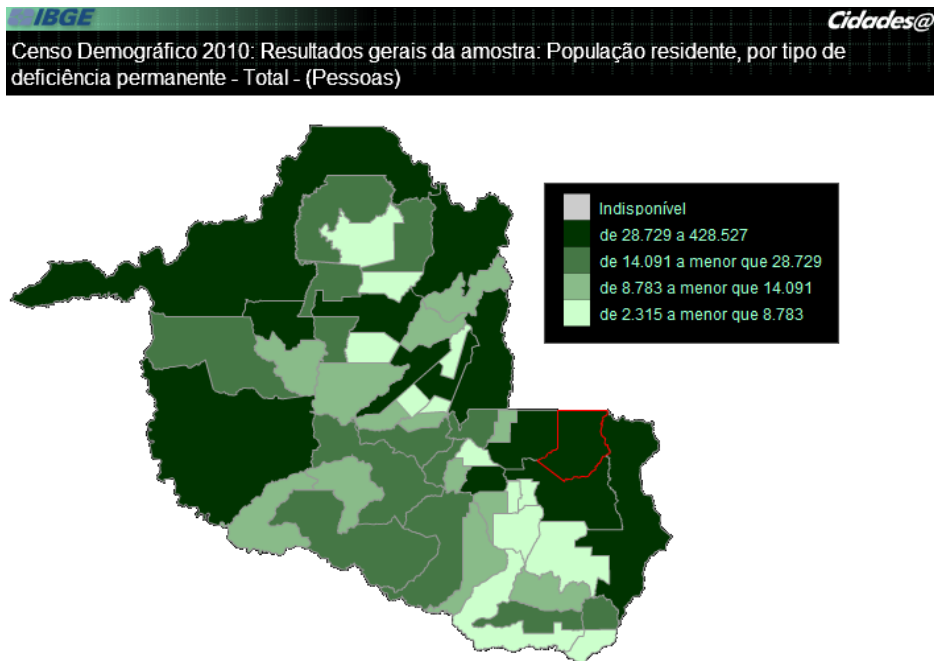 IBGE
Cidades@
Censo Demográfico 2010: Resultados gerais da amostra: População residente, por tipo de
deficiência permanente - Total - (Pessoas)
Indisponível
de 28.729 a 428.527
de 14.091 a menor que 28.729
de 8.783 a menor que 14.091
de 2.315 a menor que 8.783